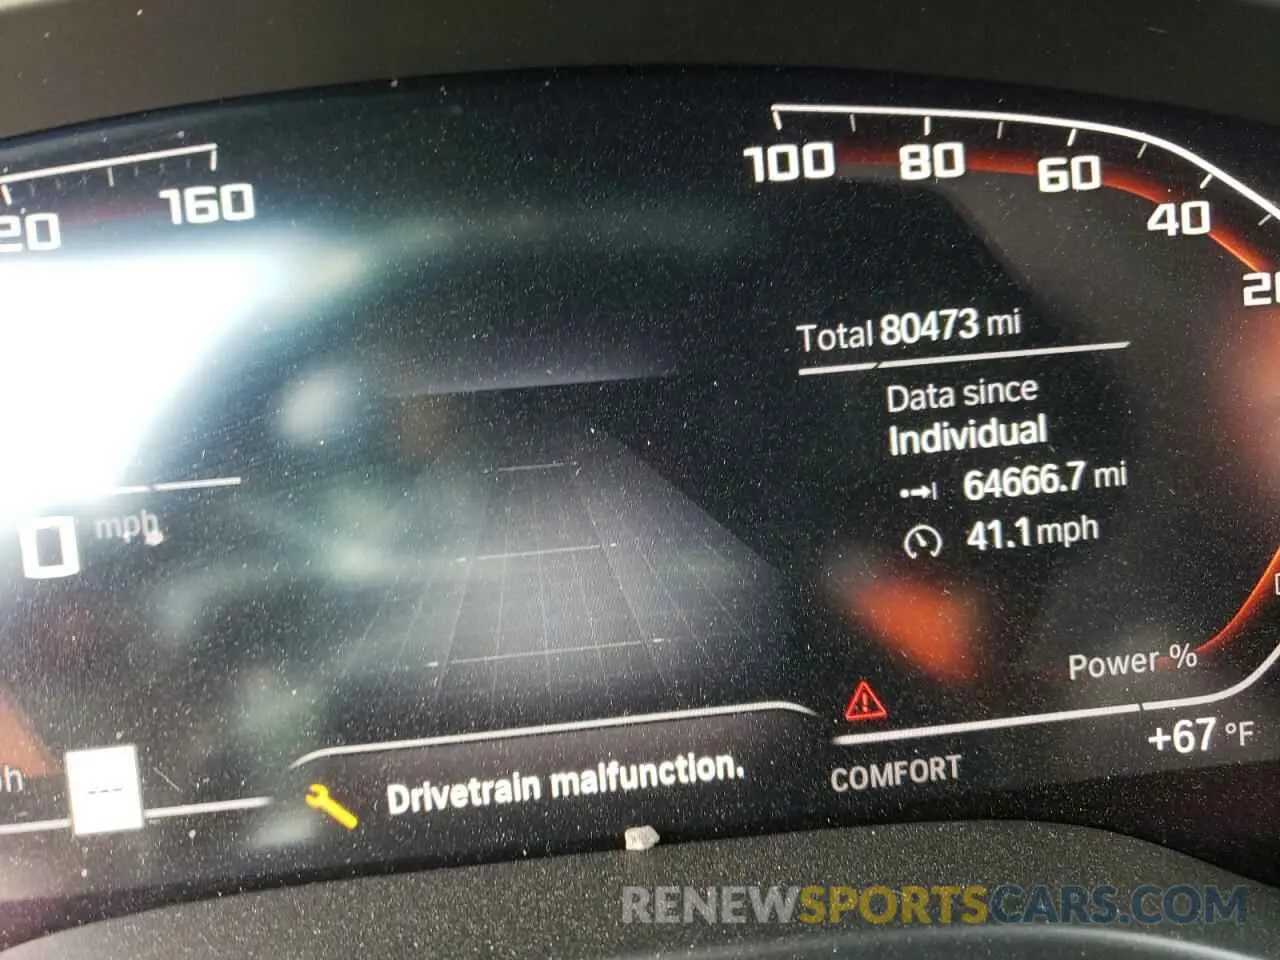 160
100 80 60 40
Total 80473 mi
Data since
Individual
64666.7 mi
41.1 mph
0 mph
Power %
+67 °F
Drivetrain malfunction.
COMFORT
---
RENEWSPORTSCARS.COM